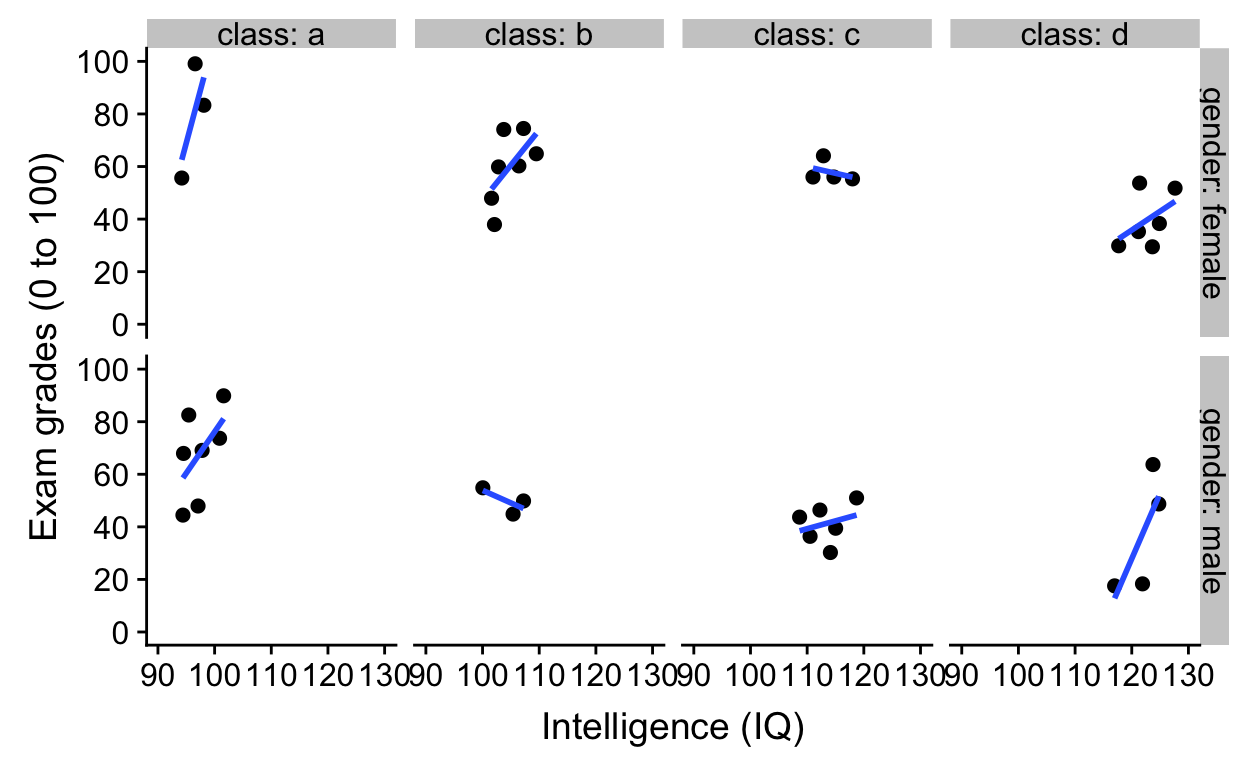 class: a
class: b
class: c
class: d
100
80
60
40
20
0
gender: female
Exam grades (0 to 100)
100
80
60
40
20
0
gender: male
90 100 110 120 130
90 100 110 120 130
90 100 110 120 130
90 100 110 120 130
Intelligence (IQ)